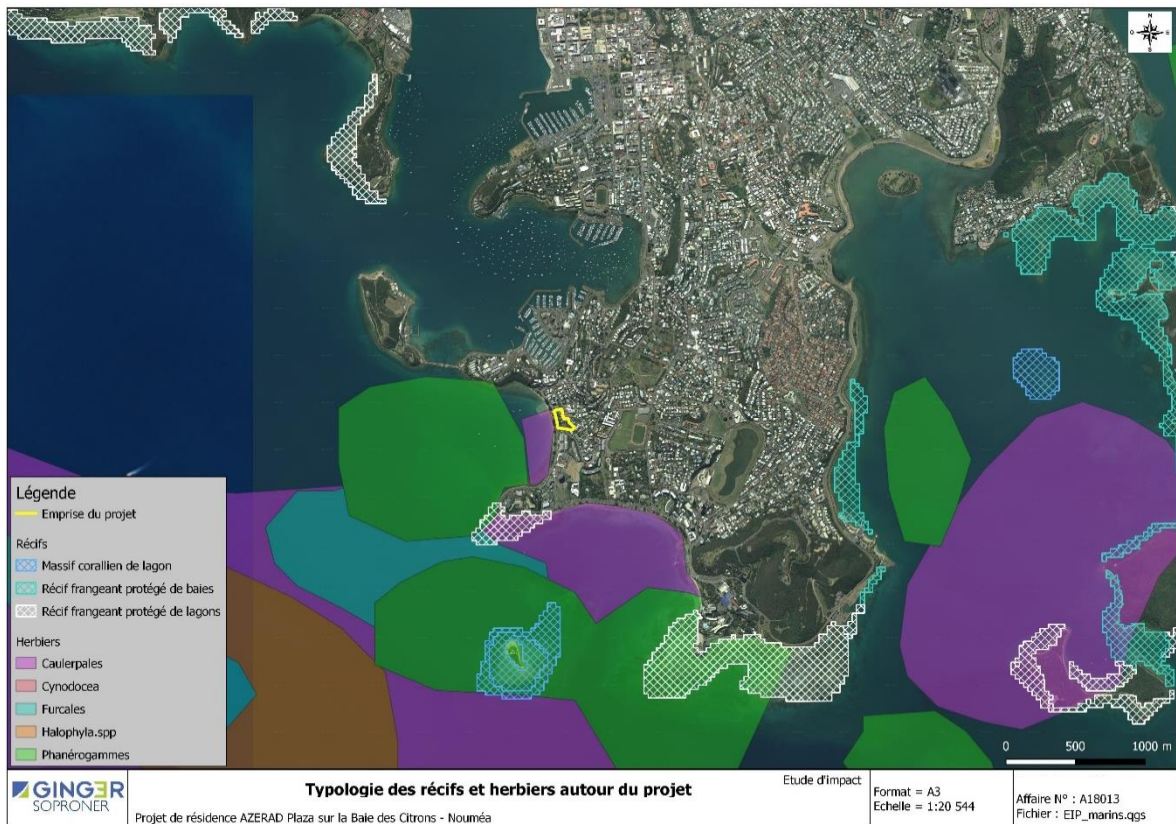 N
O
E
S
Légende
Emprise du projet
Récifs
Massif corallien de lagon
Récif frangeant protégé de baies
Récif frangeant protégé de lagons
Herbiers
Caulerpales
Cynodocea
Furcales
Halophyla.spp
Phanérogammes
0 500 1000 m
GINGER
SOPRONER
Typologie des récifs et herbiers autour du projet
Projet de résidence AZERAD Plaza sur la Baie des Citrons - Nouméa
Etude d'impact
Format = A3
Echelle = 1:20 544
Affaire N° : A18013
Fichier : EIP_marins.qgs